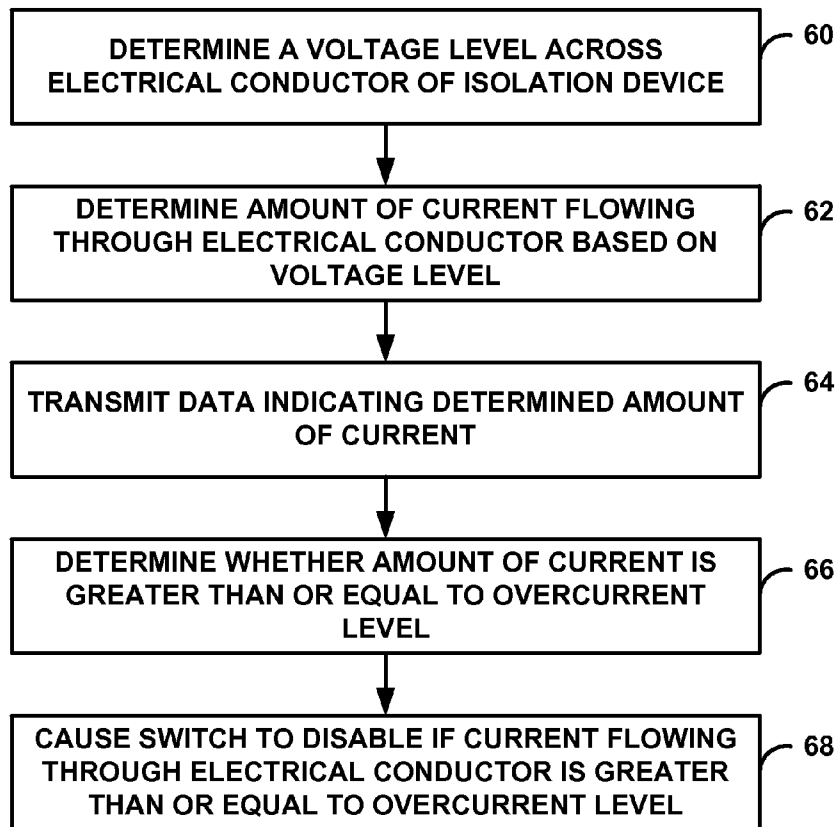 DETERMINE A VOLTAGE LEVEL ACROSS
ELECTRICAL CONDUCTOR OF ISOLATION DEVICE
60
DETERMINE AMOUNT OF CURRENT FLOWING
THROUGH ELECTRICAL CONDUCTOR BASED ON
VOLTAGE LEVEL
62
TRANSMIT DATA INDICATING DETERMINED AMOUNT
OF CURRENT
64
DETERMINE WHETHER AMOUNT OF CURRENT IS
GREATER THAN OR EQUAL TO OVERCURRENT
LEVEL
66
CAUSE SWITCH TO DISABLE IF CURRENT FLOWING
THROUGH ELECTRICAL CONDUCTOR IS GREATER
THAN OR EQUAL TO OVERCURRENT LEVEL
68